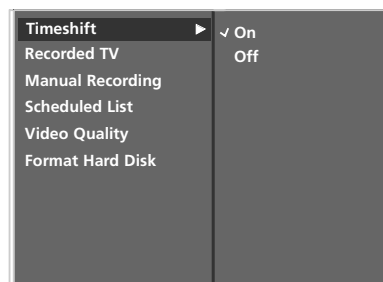 Timeshift
On
Off
Recorded TV
Manual Recording
Scheduled List
Video Quality
Format Hard Disk